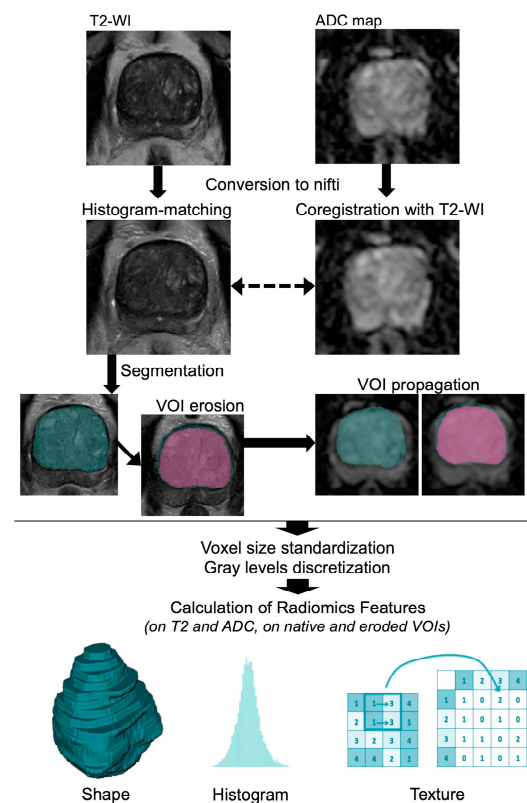 T2-WI
ADC map
Conversion to nifti
Histogram-matching
Coregistration with T2-WI
Segmentation
VOI erosion
VOI propagation
Voxel size standardization
Gray levels discretization
Calculation of Radiomics Features
(on T2 and ADC, on native and eroded VOIs)
1 1 3 4
2 1 3 1
3 2 3 4
4 4 2 1
1 2 3 4
1 1 0 2 0
2 1 0 1 0
3 1 1 0 2
4 0 1 0 1
Shape
Histogram
Texture